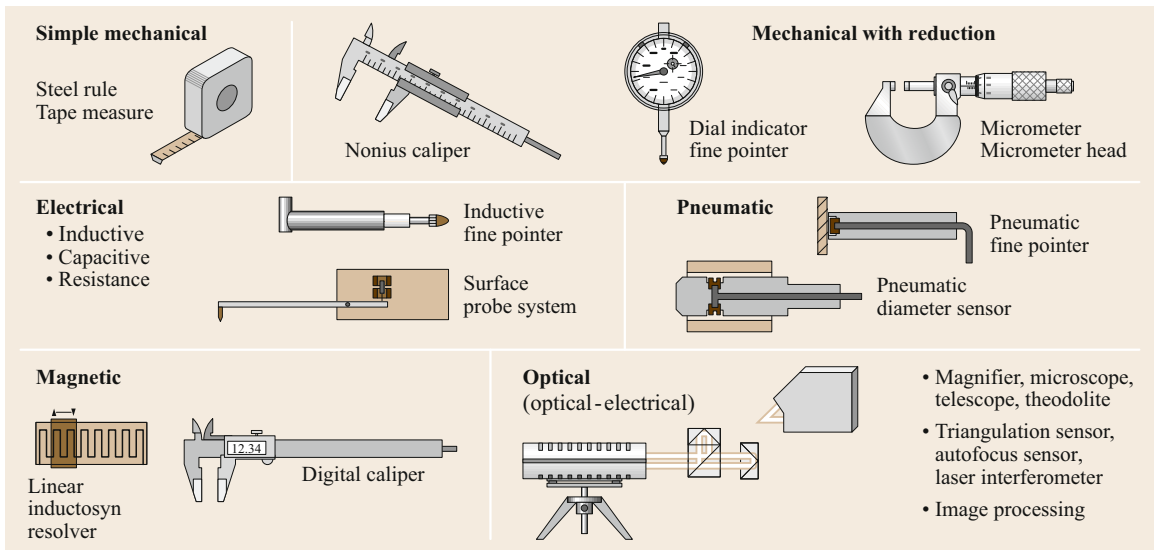 Simple mechanical
Steel rule
Tape measure
Nonius caliper
Mechanical with reduction
Dial indicator
fine pointer
Micrometer
Micrometer head
Electrical
• Inductive
• Capacitive
• Resistance
Inductive
fine pointer
Surface
probe system
Pneumatic
Pneumatic
fine pointer
Pneumatic
diameter sensor
Magnetic
Linear
inductosyn
resolver
12.34
Digital caliper
Optical
(optical-electrical)
• Magnifier, microscope,
telescope, theodolite
• Triangulation sensor,
autofocus sensor,
laser interferometer
• Image processing